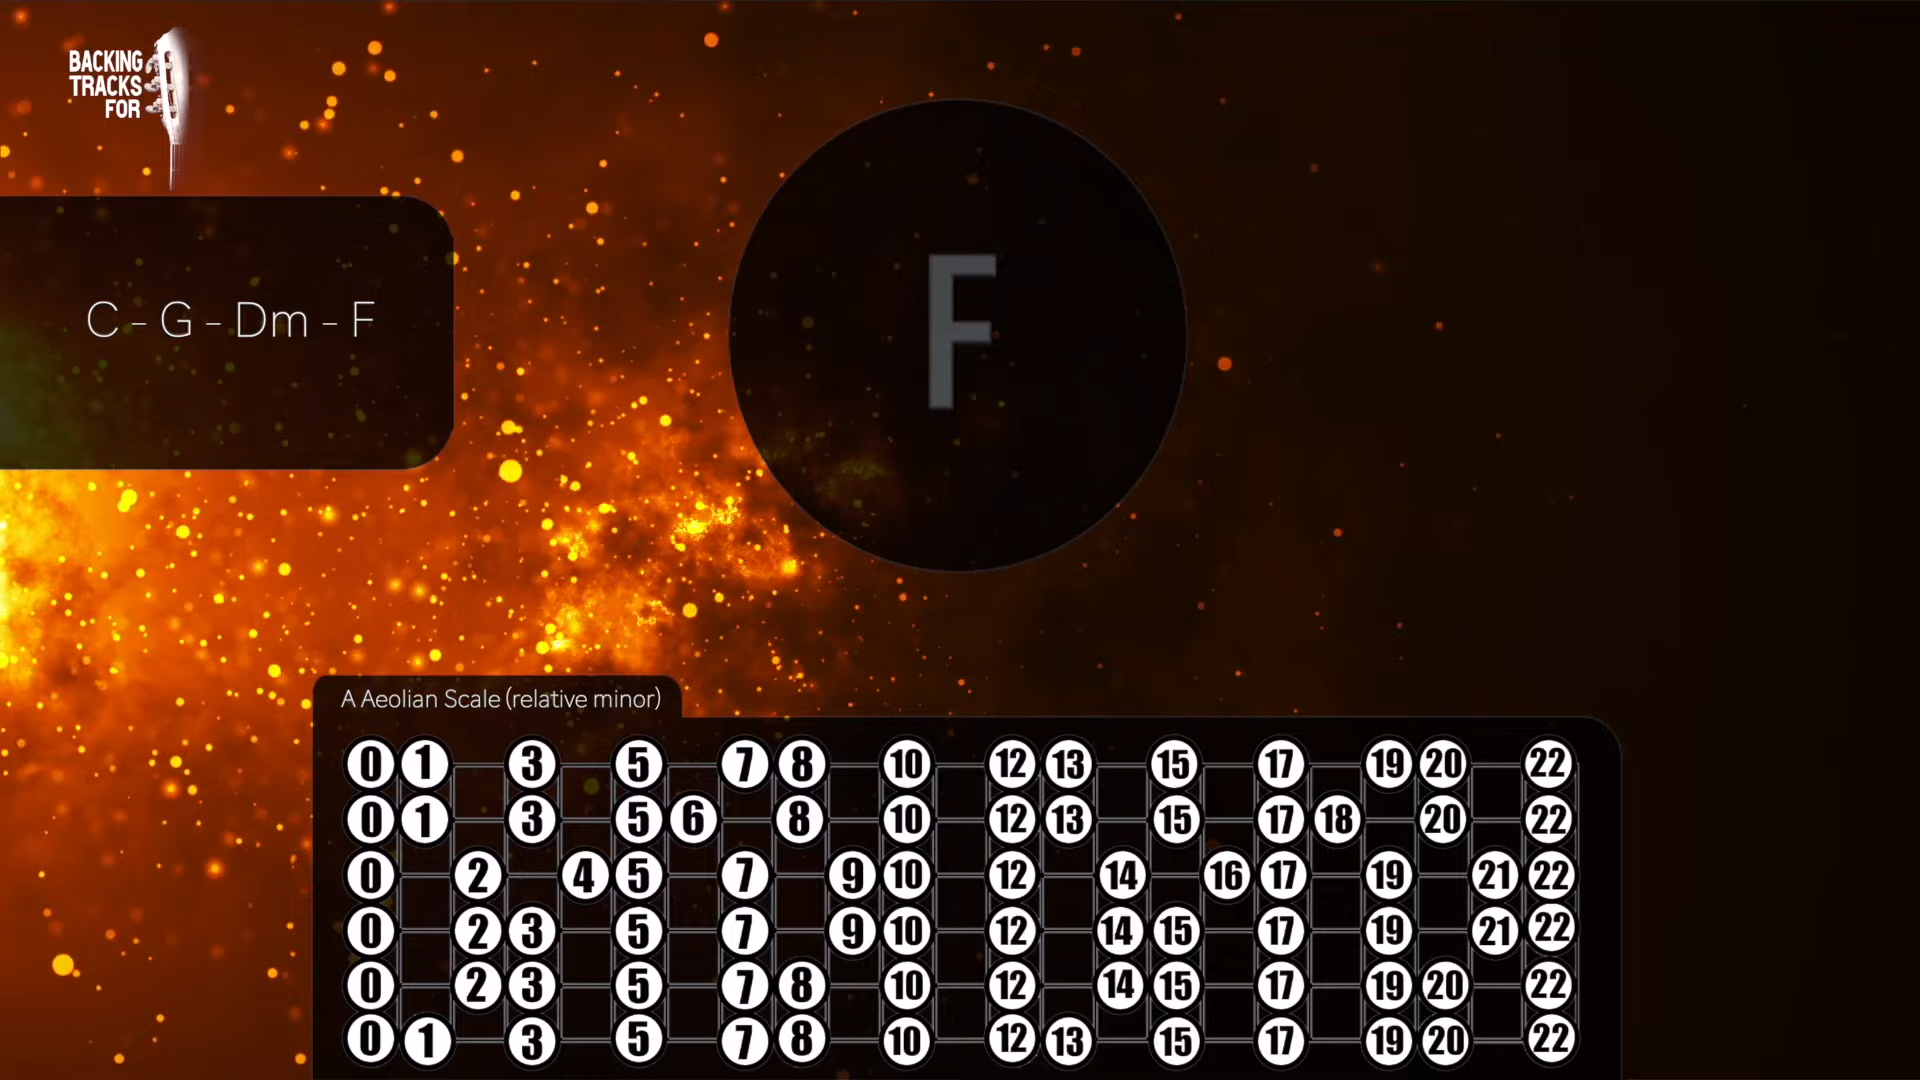 BACKING
TRACKS
FOR
F
C - G - Dm - F
A Aeolian Scale (relative minor)
0 1 3 5 7 8 10 12 13 15 17 19 20 22
0 1 3 5 6 8 10 12 13 15 17 18 20 22
0 2 4 5 7 9 10 12 14 16 17 19 21 22
0 2 3 5 7 9 10 12 14 15 17 19 21 22
0 2 3 5 7 8 10 12 14 15 17 19 20 22
0 1 3 5 7 8 10 12 13 15 17 19 20 22